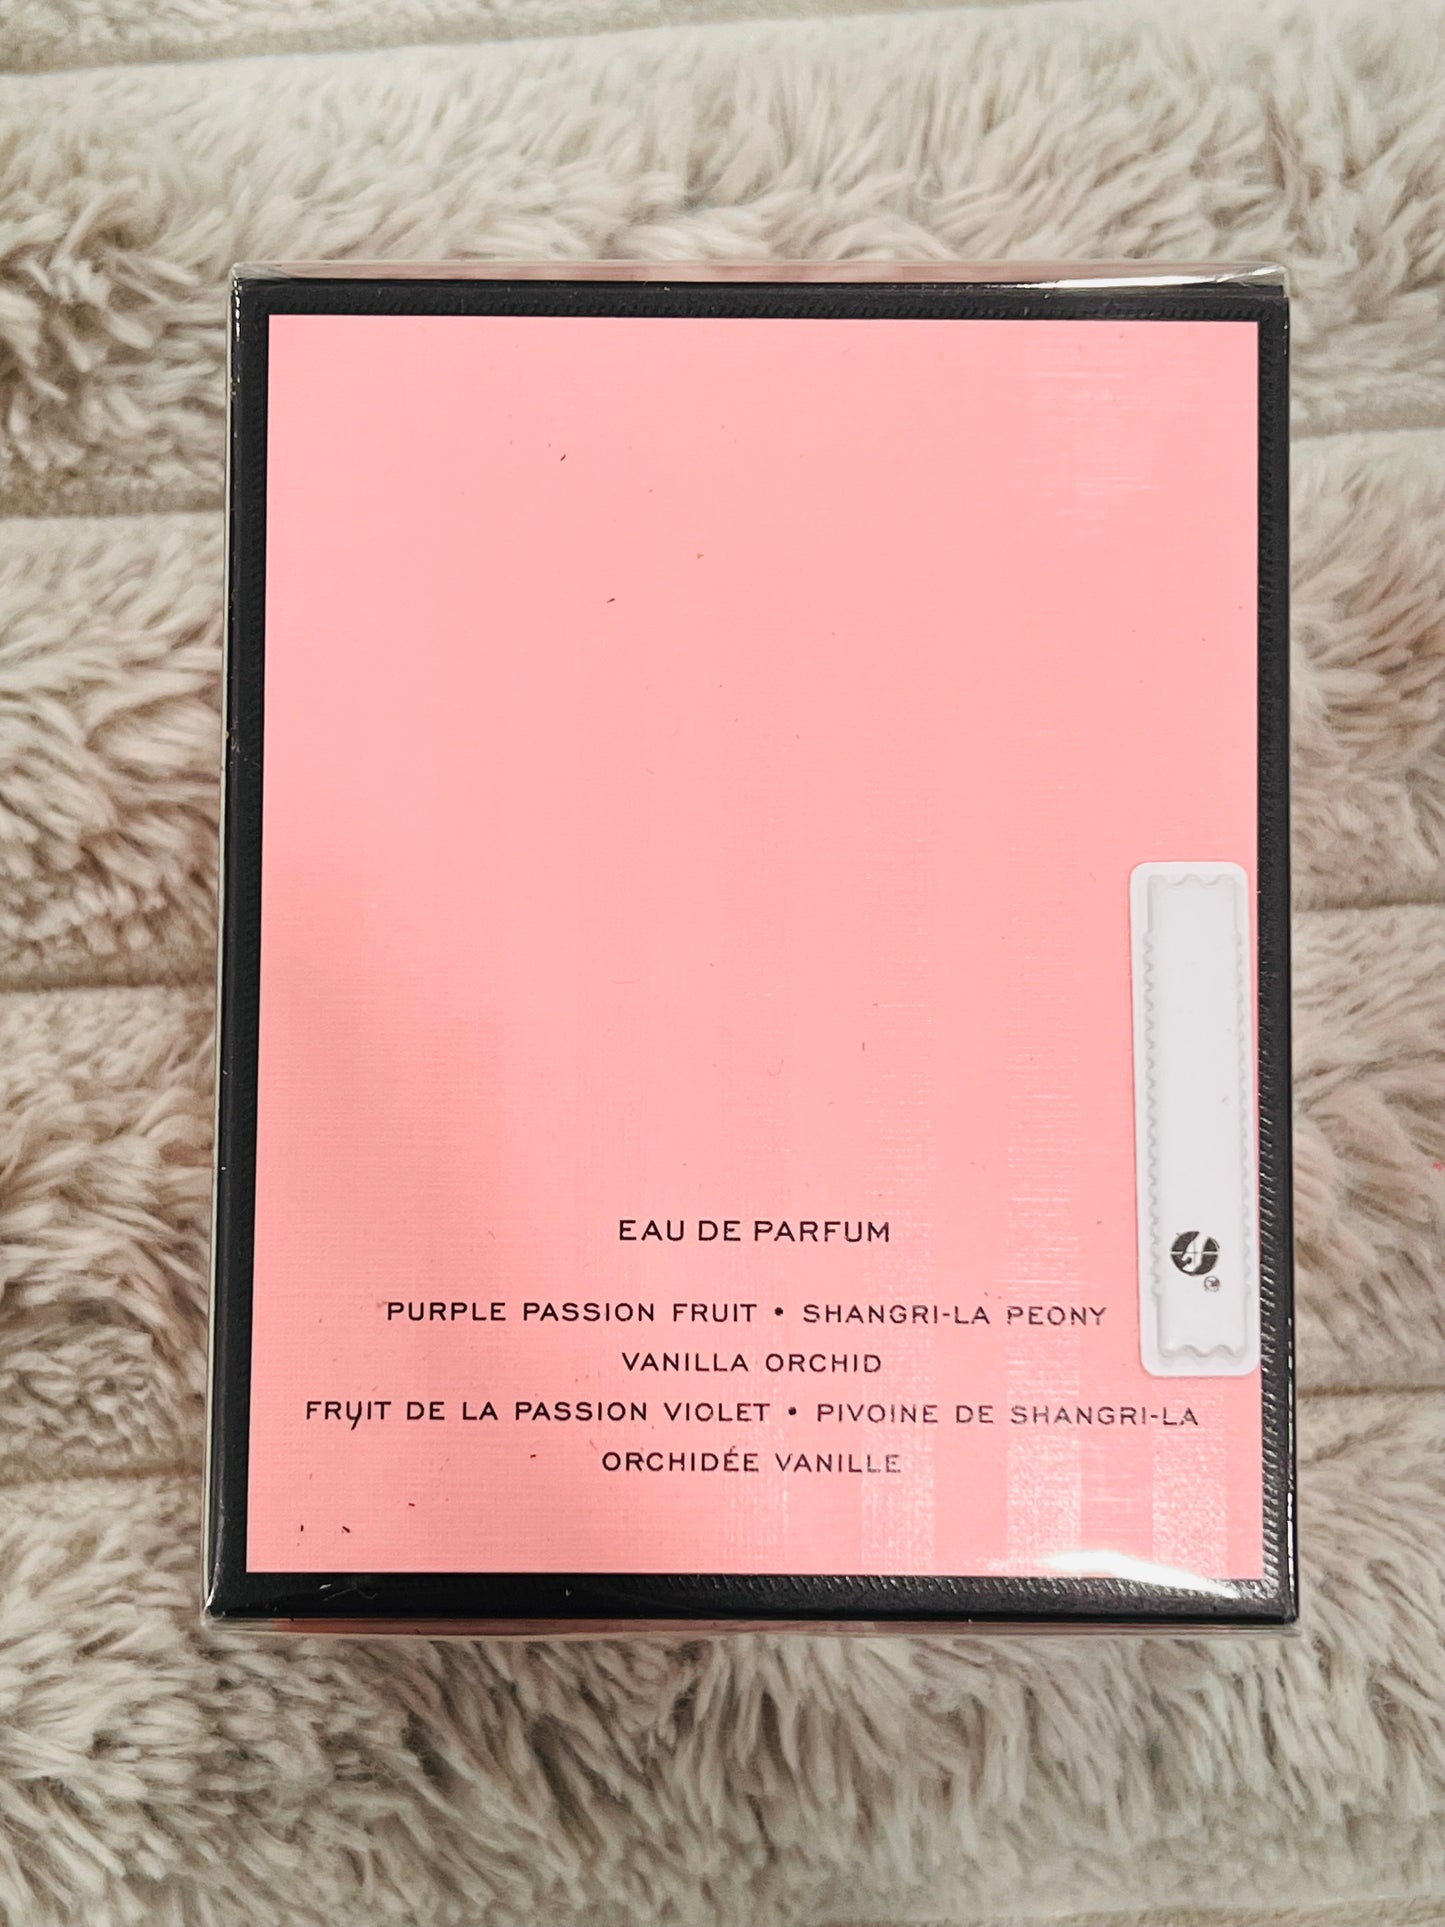 EAU DE PARFUM
PURPLE PASSION FRUIT • SHANGRI-LA PEONY
VANILLA ORCHID
FRUIT DE LA PASSION VIOLET • PIVOINE DE SHANGRI-LA
ORCHIDÉE VANILLE